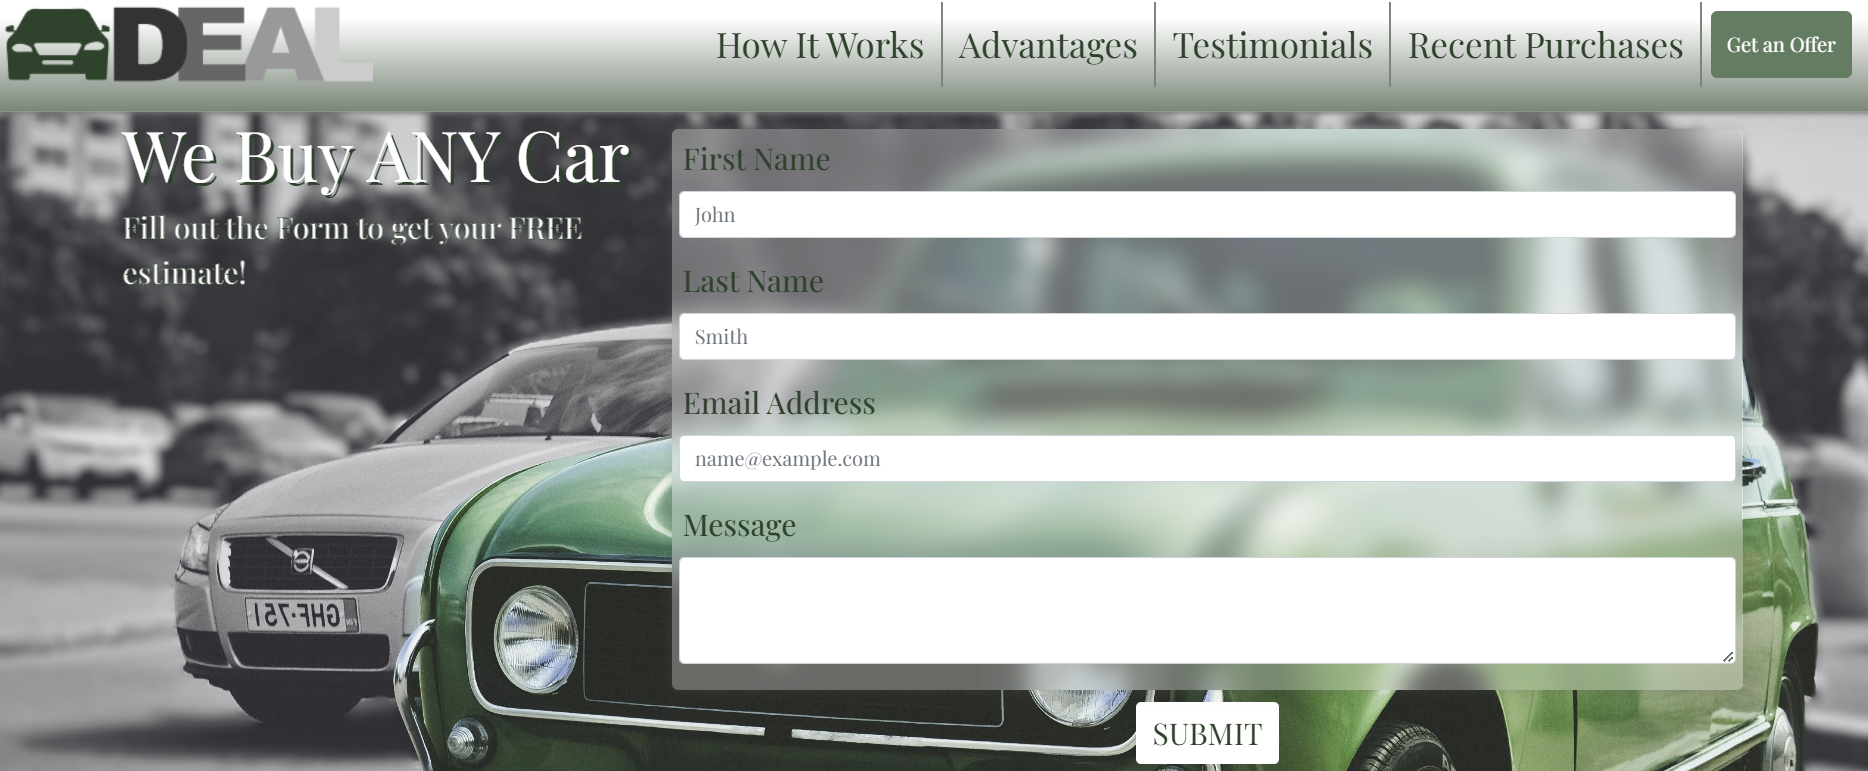 DEAL
How It Works
Advantages
Testimonials
Recent Purchases
Get an Offer
We Buy ANY Car
Fill out the Form to get your FREE
estimate!
First Name
John
Last Name
Smith
Email Address
name@example.com
Message
GHF-751
SUBMIT